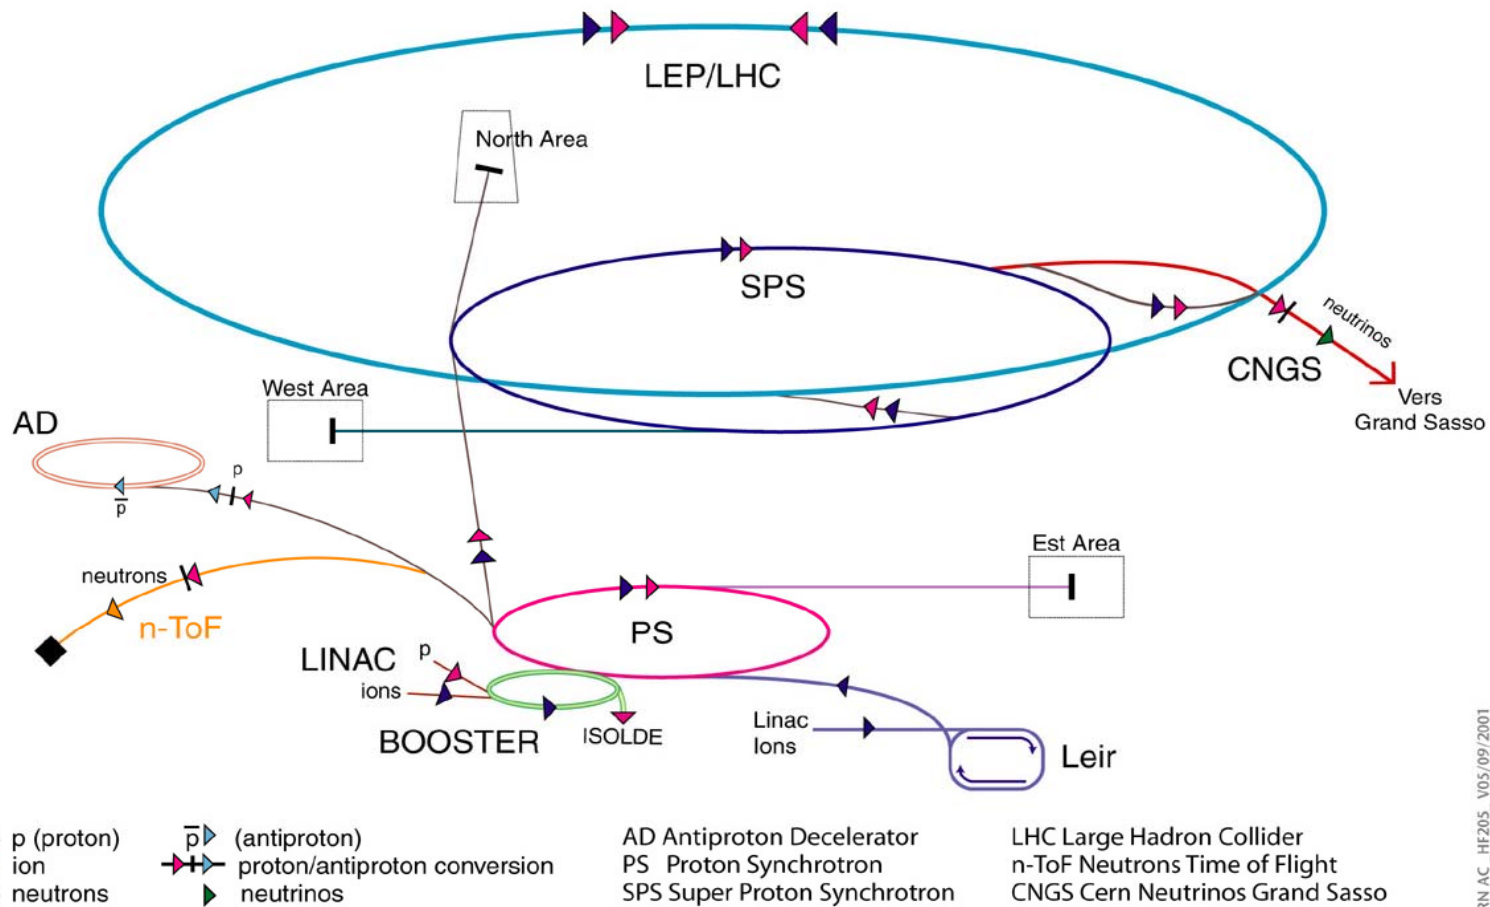 LEP/LHC
North Area
SPS
neutrinos
CNGS
Vers
Grand Sasso
West Area
AD
p
p̅
Est Area
neutrons
n-ToF
PS
LINAC
p
ions
BOOSTER
ISOLDE
Linac
Ions
Leir
p (proton)
ion
neutrons
p̅ (antiproton)
proton/antiproton conversion
neutrinos
AD Antiproton Decelerator
PS Proton Synchrotron
SPS Super Proton Synchrotron
LHC Large Hadron Collider
n-ToF Neutrons Time of Flight
CNGS Cern Neutrinos Grand Sasso
RN AC _HF205_V05/09/2001